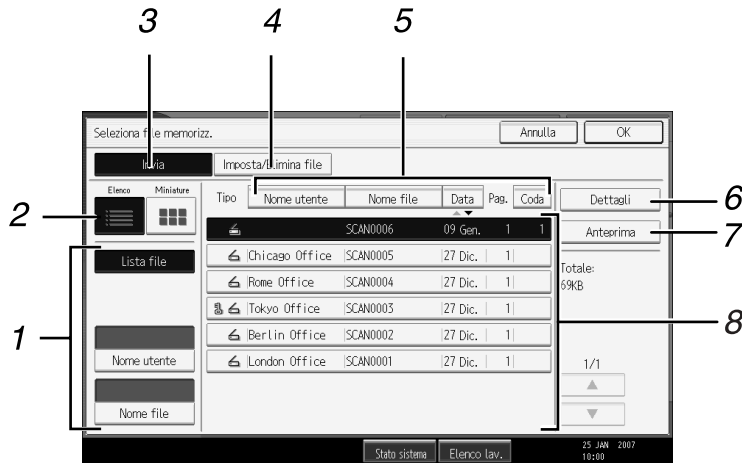 3 4 5
Seleziona file memorizz. Annulla OK
Invia Imposta/Elimina file
Elenco Miniature Tipo Nome utente Nome file Data Pag. Coda Dettagli 6
2 SCAN0006 09 Gen. 1 1 Anteprima 7
Lista file Chicago Office SCAN0005 27 Dic. 1 Totale:
Rome Office SCAN0004 27 Dic. 1 69KB
Tokyo Office SCAN0003 27 Dic. 1
1 Berlin Office SCAN0002 27 Dic. 1 8
Nome utente London Office SCAN0001 27 Dic. 1 1/1
Nome file
Stato sistema Elenco lav. 25 JAN 2007
10:00